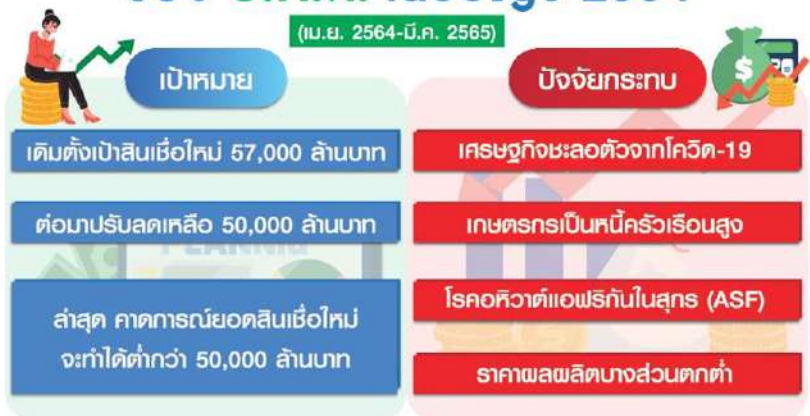 (เม.ย. 2564-มี.ค. 2565)
เป้าหมาย
เดิมตั้งเป้าสินเชื่อใหม่ 57,000 ล้านบาท
ต่อมาปรับลดเหลือ 50,000 ล้านบาท
ล่าสุด คาดการณ์ยอดสินเชื่อใหม่
จะทำได้ต่ำกว่า 50,000 ล้านบาท
ปัจจัยกระทบ
เศรษฐกิจชะลอตัวจากโควิด-19
เกษตรกรเป็นหนี้ครัวเรือนสูง
โรคอหิวาต์แอฟริกันในสุกร (ASF)
ราคาผลผลิตบางส่วนตกต่ำ